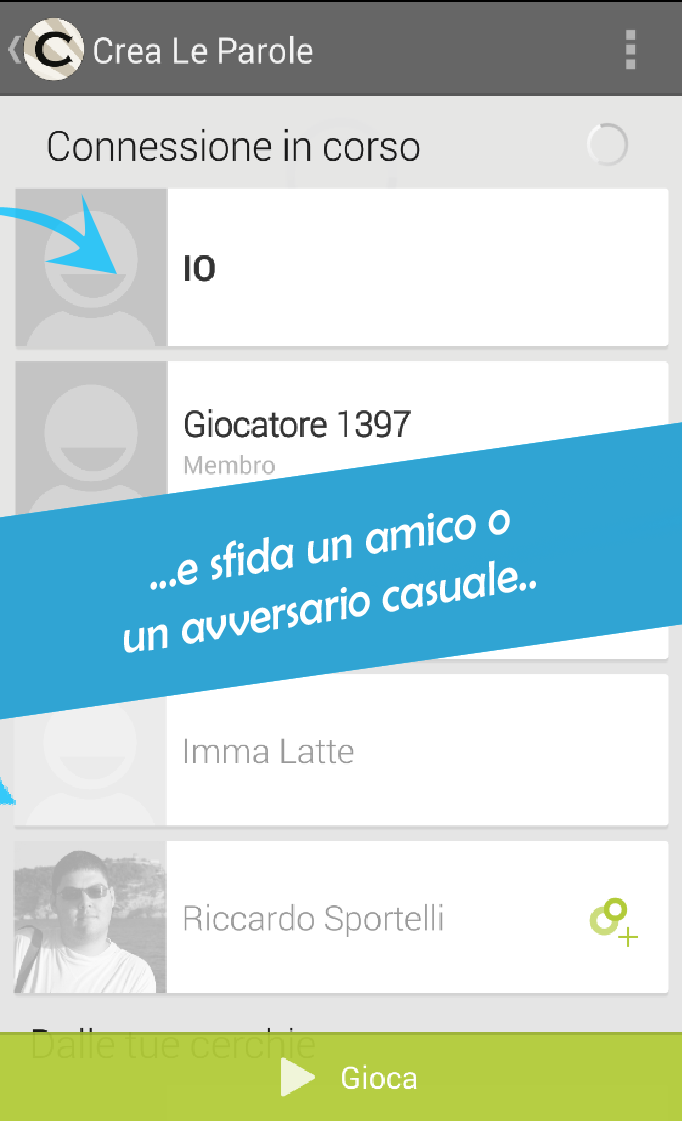 C Crea Le Parole
Connessione in corso
IO
Giocatore 1397
Membro
...e sfida un amico o
un avversario casuale..
Imma Latte
Riccardo Sportelli
Dalle tue cerchie
Gioca